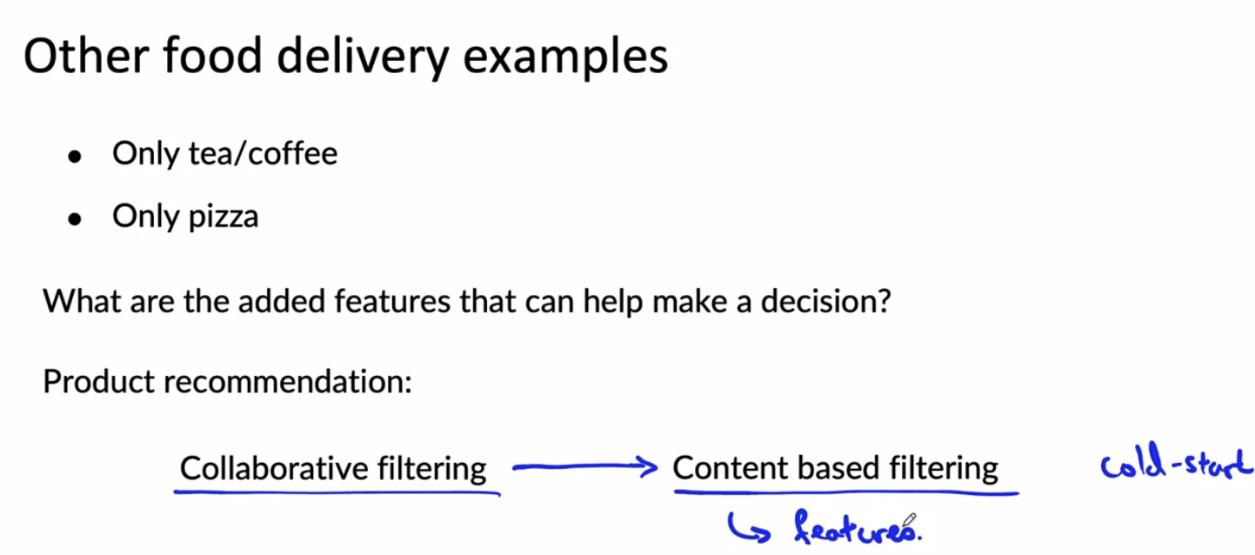 Other food delivery examples
• Only tea/coffee
• Only pizza
What are the added features that can help make a decision?
Product recommendation:
Collaborative filtering → Content based filtering cold-start
↳ features.